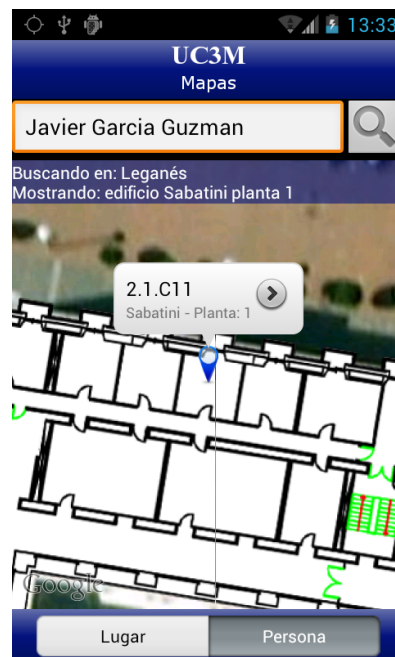 13:33
UC3M
Mapas
Javier Garcia Guzman
Buscando en: Leganés
Mostrando: edificio Sabatini planta 1
2.1.C11
Sabatini - Planta: 1
Google
Lugar
Persona